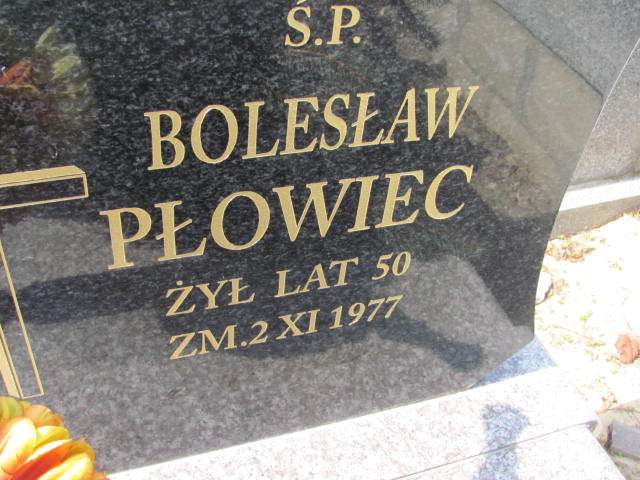 Ś.P.
BOLESŁAW
PŁOWIEC
ŻYŁ LAT 50
ZM.2 XI 1977